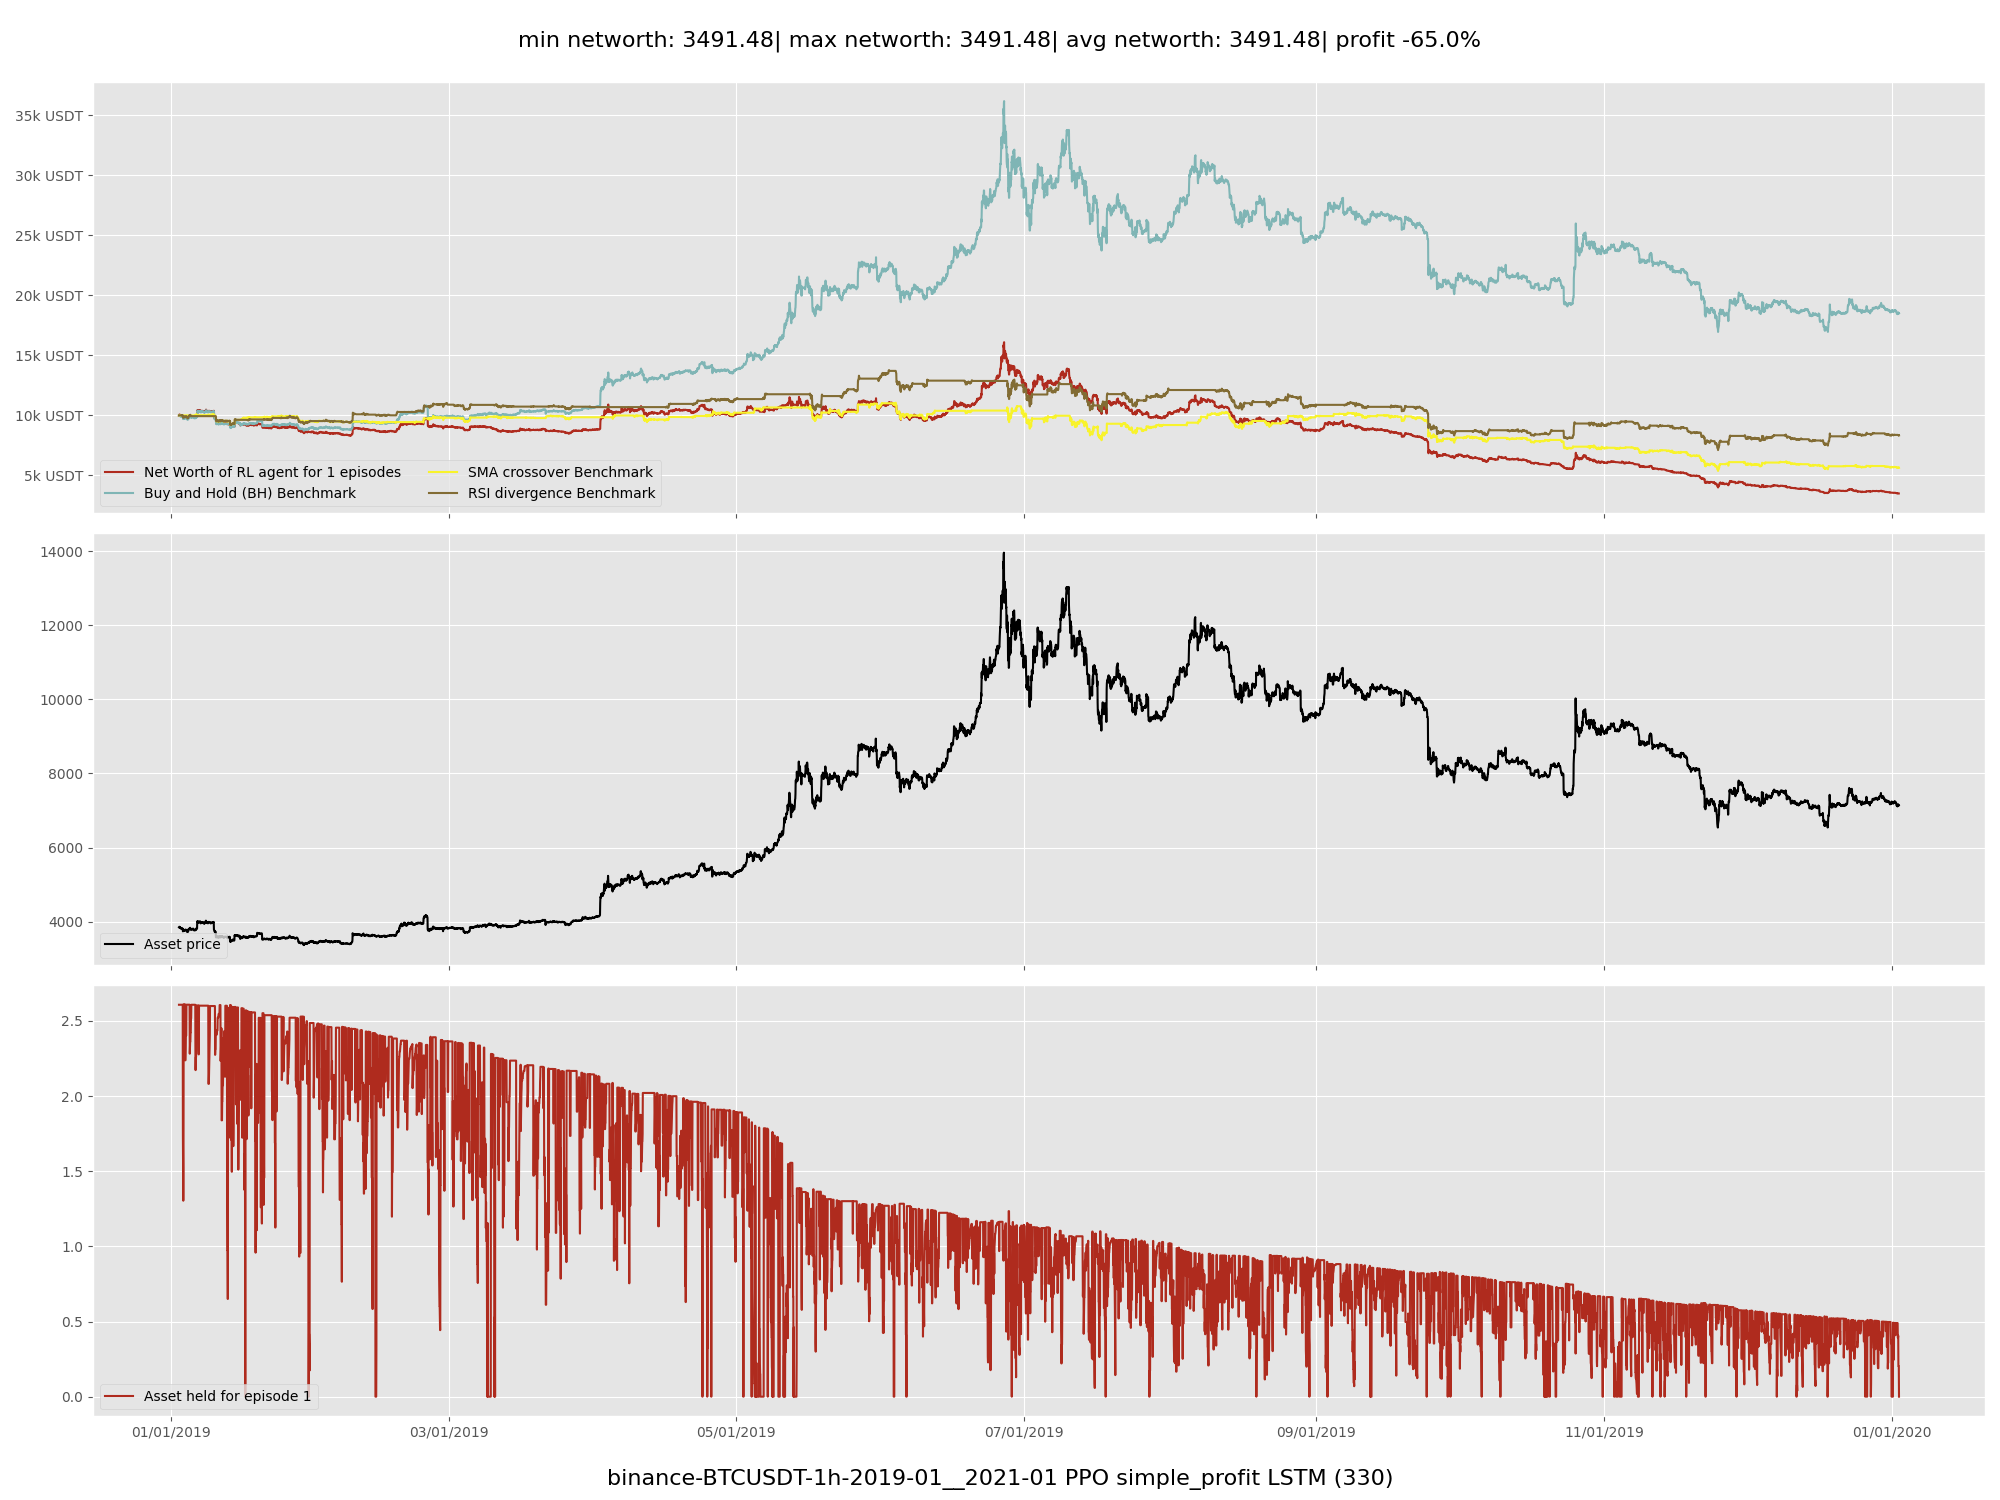 min networth: 3491.48| max networth: 3491.48| avg networth: 3491.48| profit -65.0%
35k USDT
30k USDT
25k USDT
20k USDT
15k USDT
10k USDT
5k USDT
Net Worth of RL agent for 1 episodes
Buy and Hold (BH) Benchmark
SMA crossover Benchmark
RSI divergence Benchmark
14000
12000
10000
8000
6000
4000
Asset price
2.5
2.0
1.5
1.0
0.5
0.0
Asset held for episode 1
01/01/2019 03/01/2019 05/01/2019 07/01/2019 09/01/2019 11/01/2019 01/01/2020
binance-BTCUSDT-1h-2019-01__2021-01 PPO simple_profit LSTM (330)